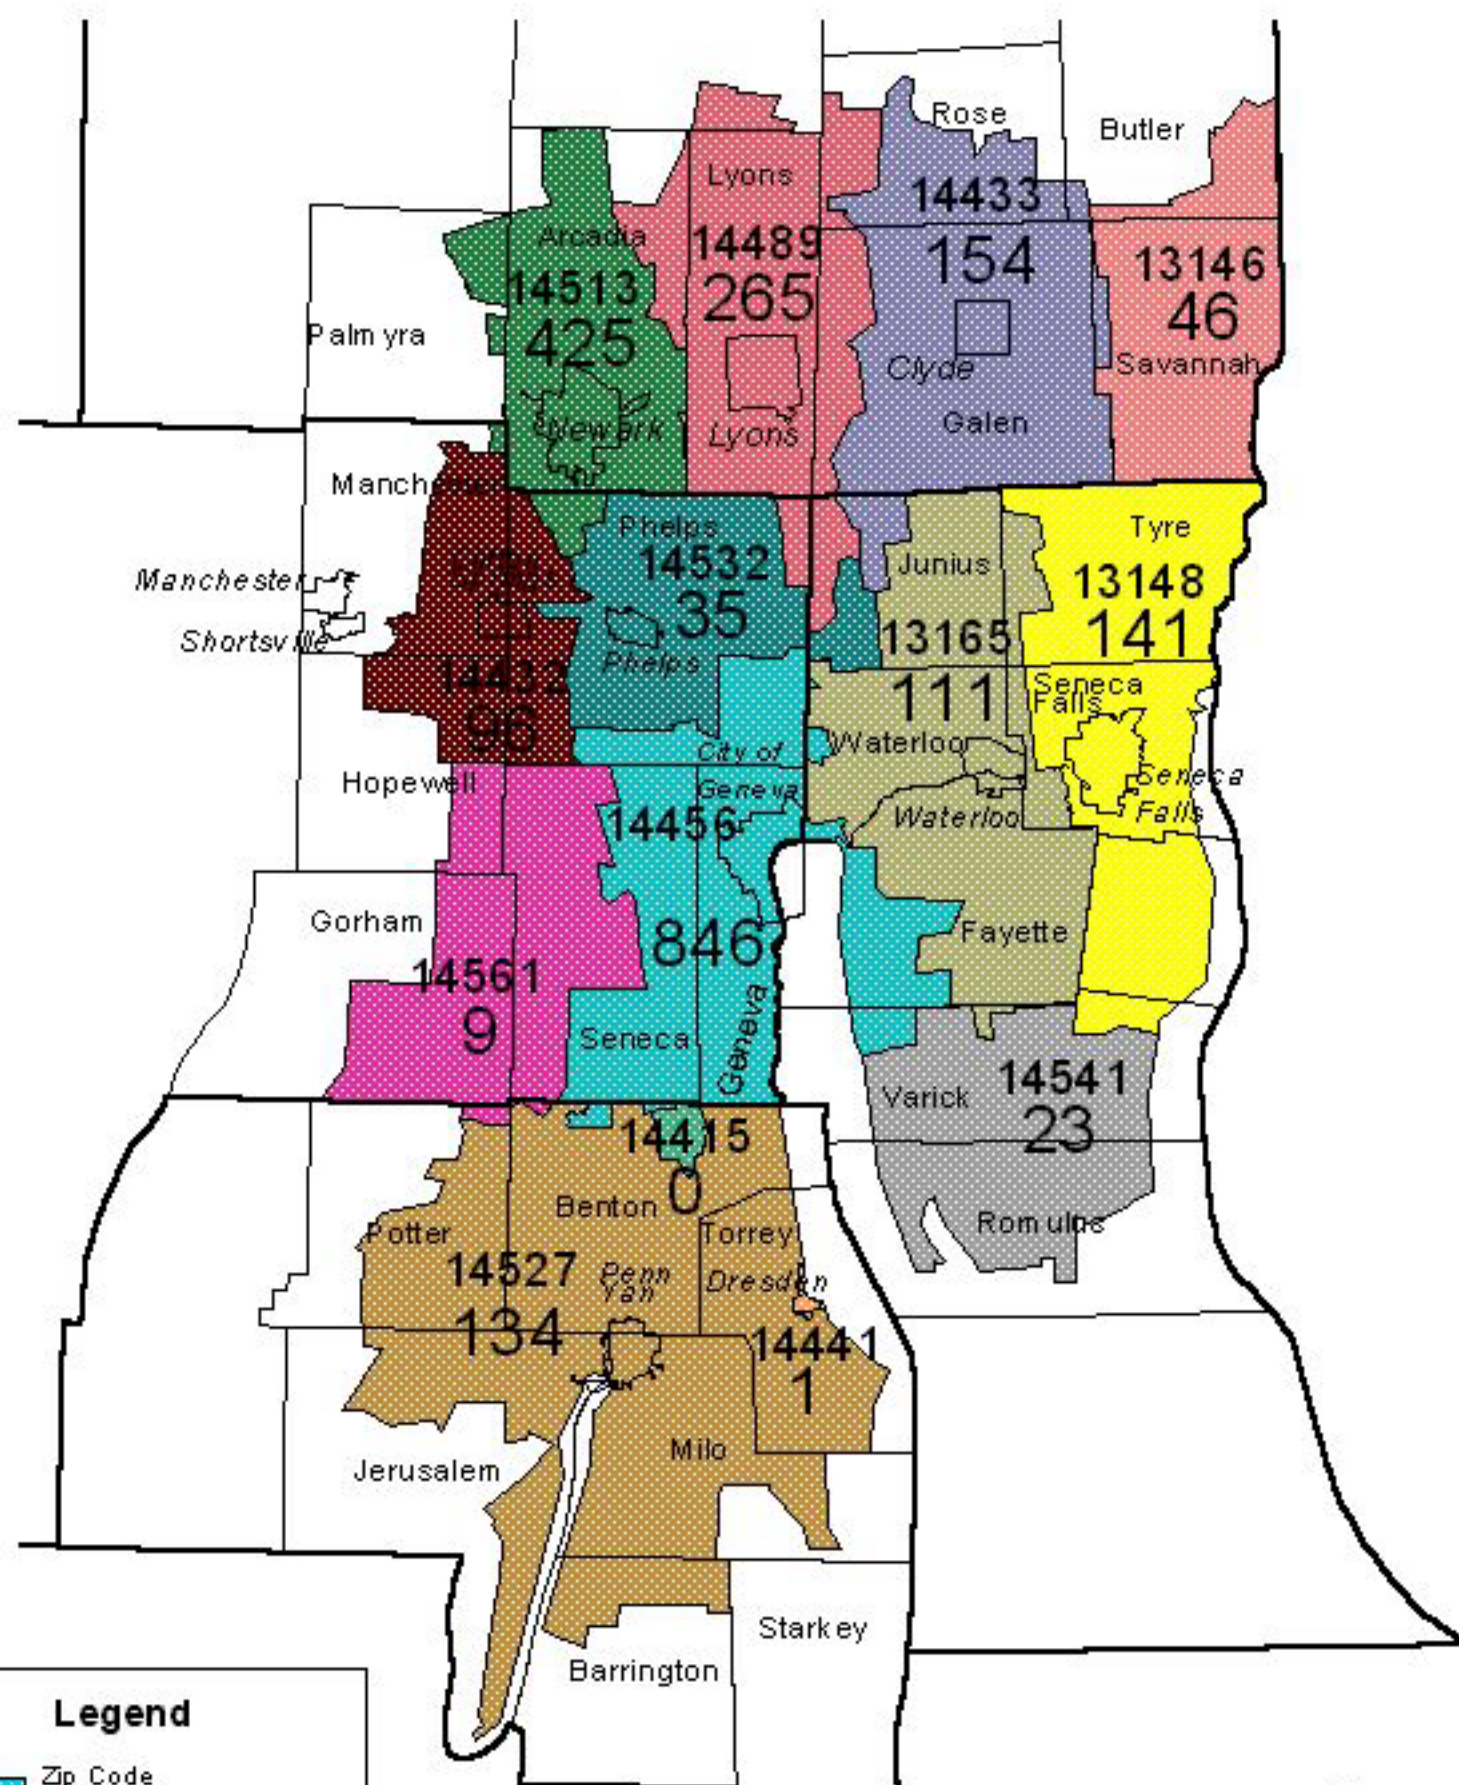 Rose
Butler
Lyons
14433
Arcadia
14489
154
13146
14513
265
46
Palmyra
425
Clyde
Savannah
Newark
Lyons
Galen
Manchester
Phelps
Tyre
14532
Junius
Manchester
13148
35
13165
141
Shortsville
Phelps
14432
111
Seneca
Falls
96
City of
Waterloo
Hopewell
Geneva
Seneca
Falls
14456
Waterloo
Gorham
846
Fayette
14561
9
Seneca
Geneva
14541
Varick
23
14415
0
Benton
Potter
Torrey
Romulus
14527
Penn
Yan
Dresden
134
14441
1
Milo
Jerusalem
Starkey
Barrington
Legend
Zip Code